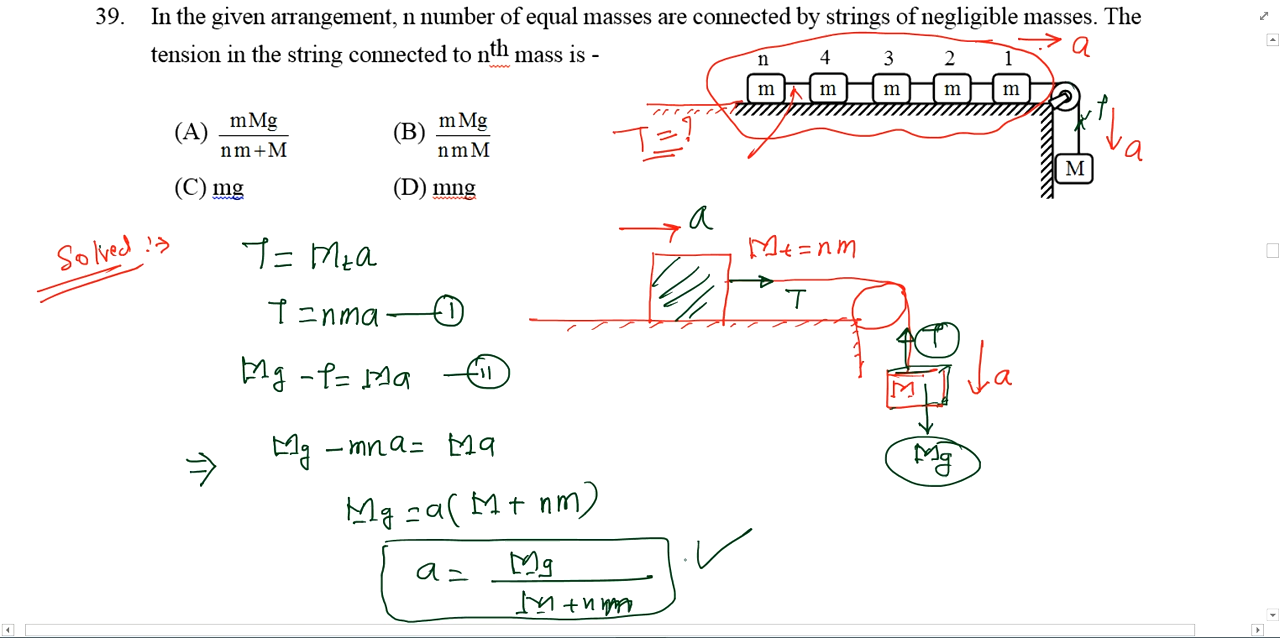 39. In the given arrangement, n number of equal masses are connected by strings of negligible masses. The
tension in the string connected to nth mass is -
n 4 3 2 1
m m m m m
a
T
a
M
T = ?
(A) mMg / nm+M
(B) mMg / nmM
(C) mg
(D) mng
Solved :->
a
Mt = nm
T
T
M
a
Mg
T = Mta
T = nma — (I)
Mg - T = Ma — (II)
⇒ Mg - mna = Ma
Mg = a( M + nm)
a = Mg / M + nm